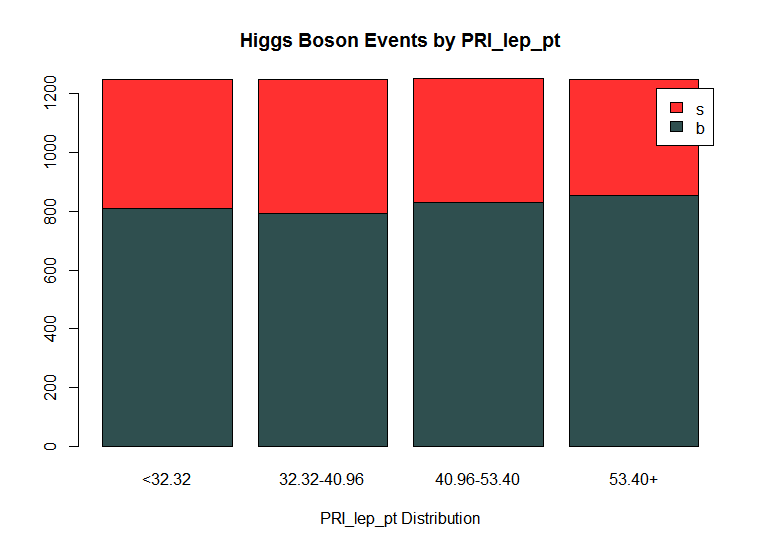 Higgs Boson Events by PRI_lep_pt
1200
1000
800
600
400
200
0
s
b
<32.32
32.32-40.96
40.96-53.40
53.40+
PRI_lep_pt Distribution